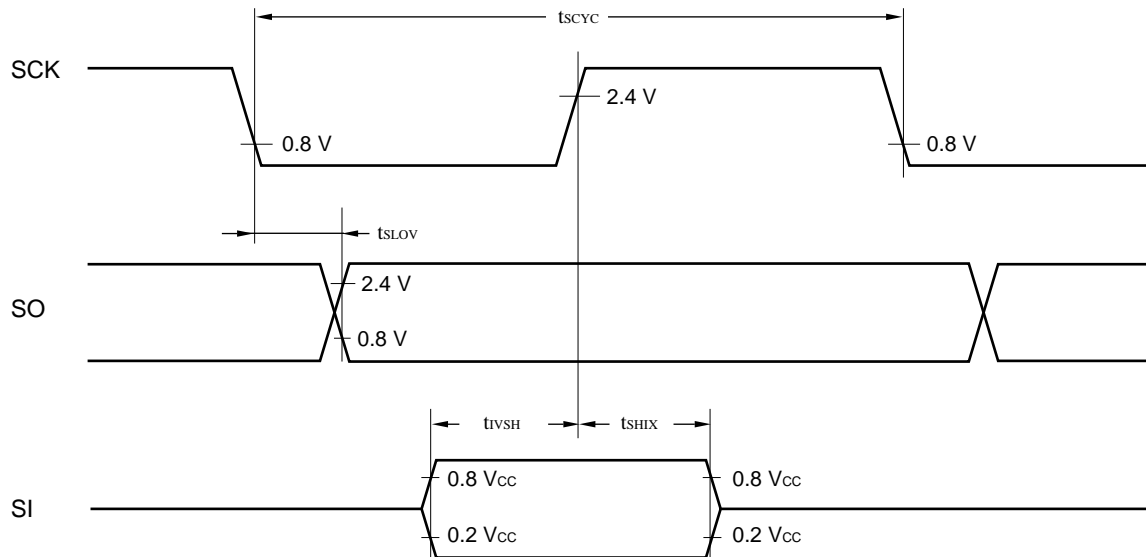 tSCYC
SCK
2.4 V
0.8 V
0.8 V
tSLOV
2.4 V
SO
0.8 V
tIVSH
tSHIX
0.8 VCC
0.8 VCC
SI
0.2 VCC
0.2 VCC